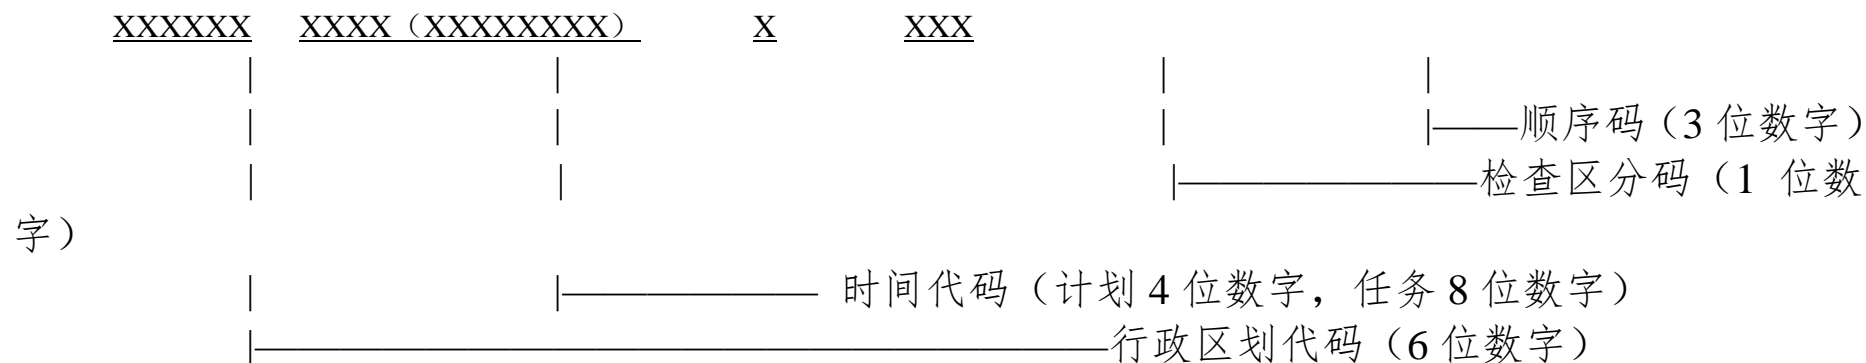 XXXXXX XXXX（XXXXXXXX） X XXX
| | | |
| | | |——顺序码（3 位数字）
| | |———————检查区分码（1 位数
字）
| |—————— 时间代码（计划 4 位数字，任务 8 位数字）
|————————————————————行政区划代码（6 位数字）